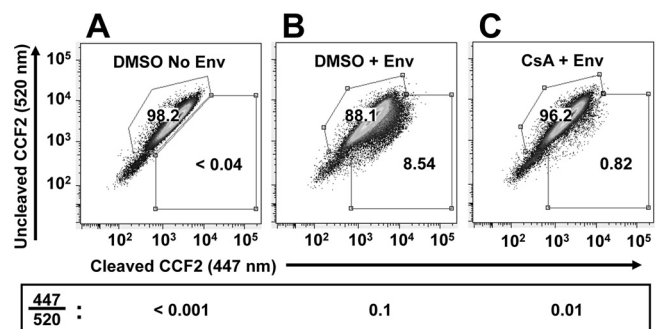 A B C
DMSO No Env DMSO + Env CsA + Env
Uncleaved CCF2 (520 nm)
10⁵
10⁴
10³
10²
98.2 88.1 96.2
< 0.04 8.54 0.82
10² 10³ 10⁴ 10⁵ 10² 10³ 10⁴ 10⁵ 10² 10³ 10⁴ 10⁵
Cleaved CCF2 (447 nm)
447
520 : < 0.001 0.1 0.01